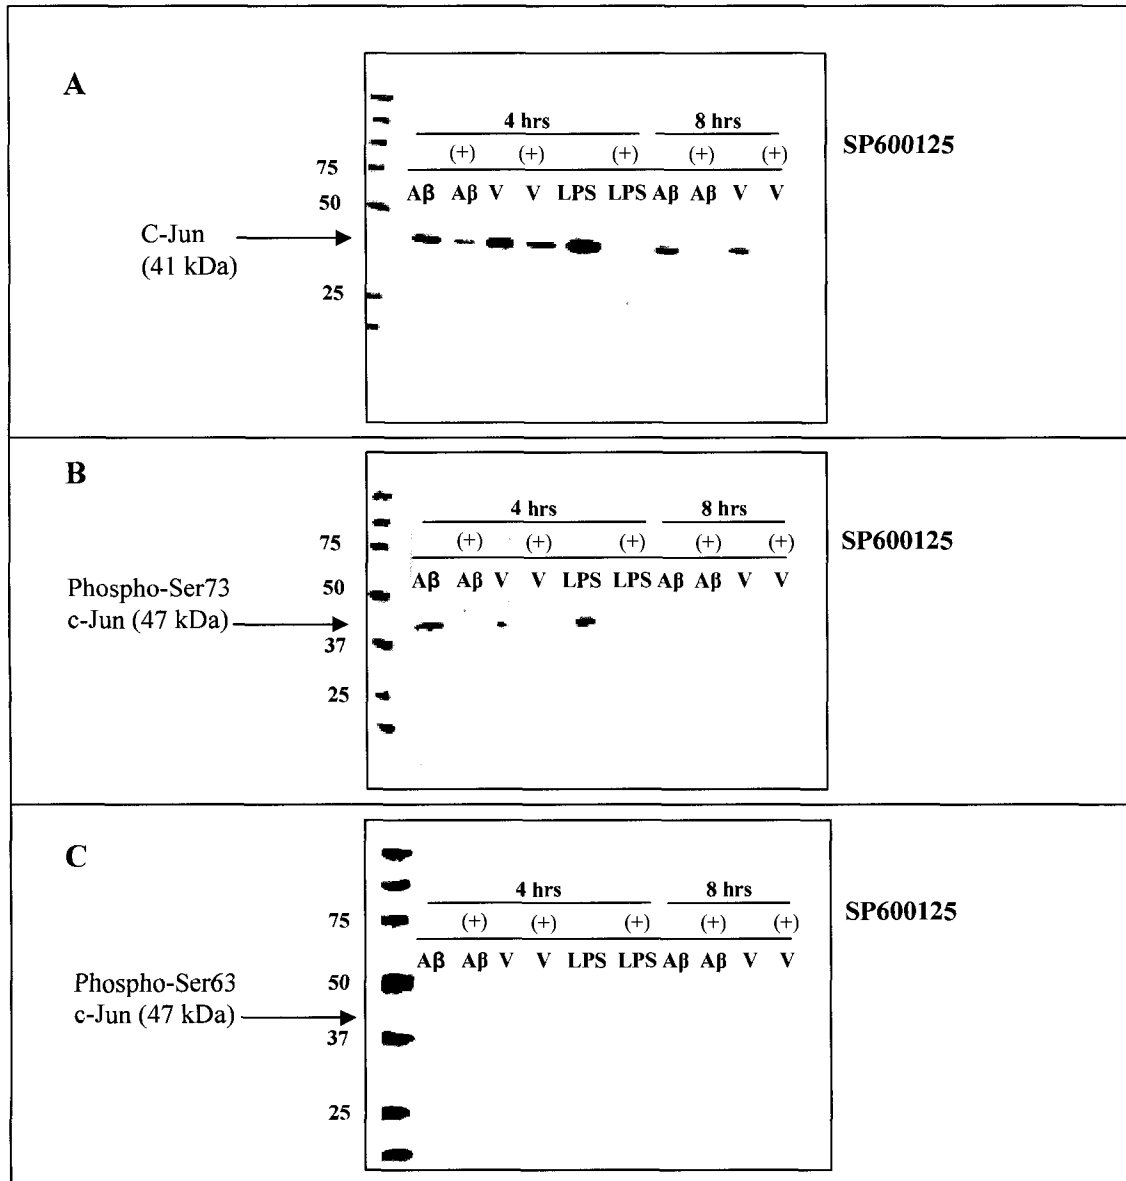 A
4 hrs 8 hrs
(+) (+) (+) (+) (+) SP600125
75
Aβ Aβ V V LPS LPS Aβ Aβ V V
50
C-Jun
(41 kDa)
25
B
4 hrs 8 hrs
(+) (+) (+) (+) (+) SP600125
75
Aβ Aβ V V LPS LPS Aβ Aβ V V
50
Phospho-Ser73
c-Jun (47 kDa)
37
25
C
4 hrs 8 hrs
(+) (+) (+) (+) (+) SP600125
75
Aβ Aβ V V LPS LPS Aβ Aβ V V
50
Phospho-Ser63
c-Jun (47 kDa)
37
25